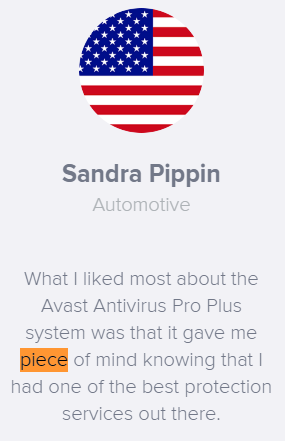 Sandra Pippin
Automotive
What I liked most about the
Avast Antivirus Pro Plus
system was that it gave me
piece of mind knowing that I
had one of the best protection
services out there.